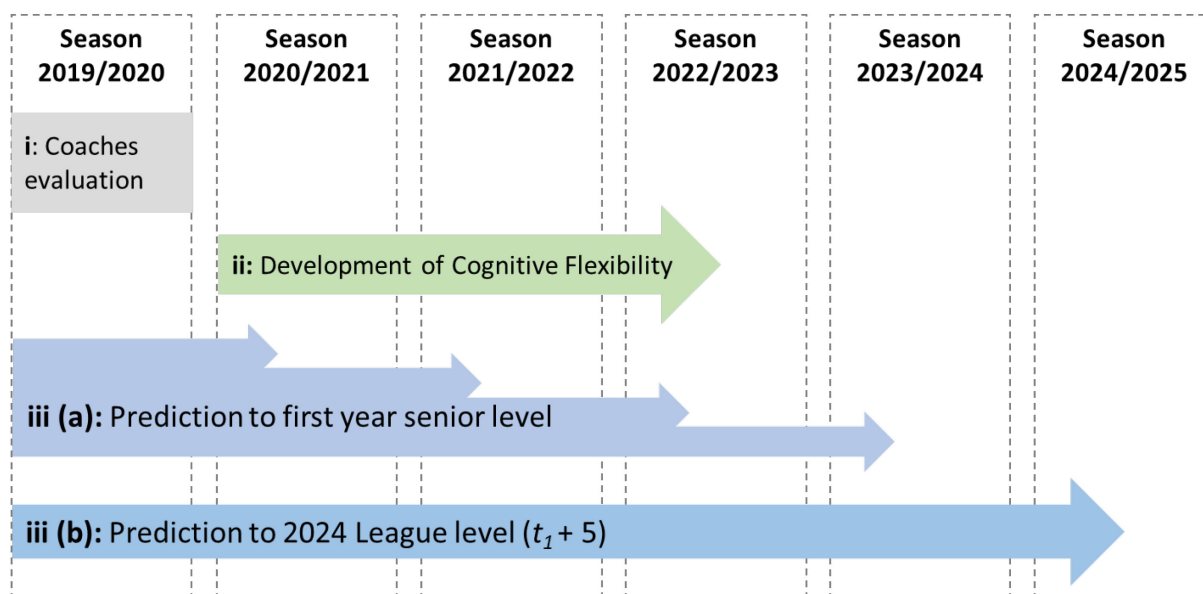 Season
2019/2020
Season
2020/2021
Season
2021/2022
Season
2022/2023
Season
2023/2024
Season
2024/2025
i: Coaches
evaluation
ii: Development of Cognitive Flexibility
iii (a): Prediction to first year senior level
iii (b): Prediction to 2024 League level (t₁ + 5)